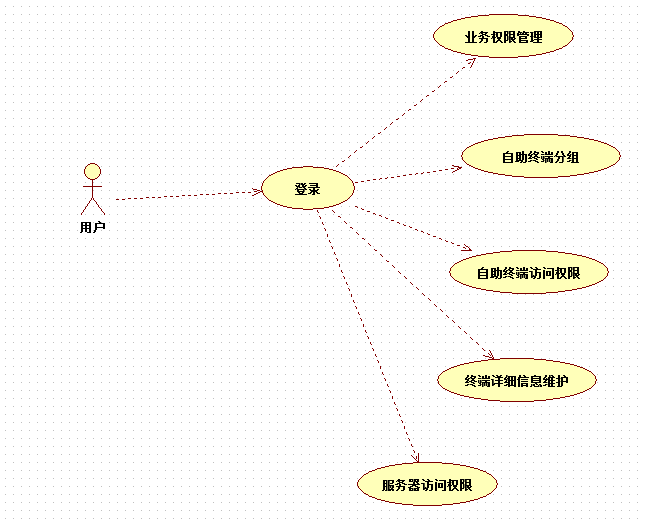 业务权限管理
自助终端分组
登录
用户
自助终端访问权限
终端详细信息维护
服务器访问权限